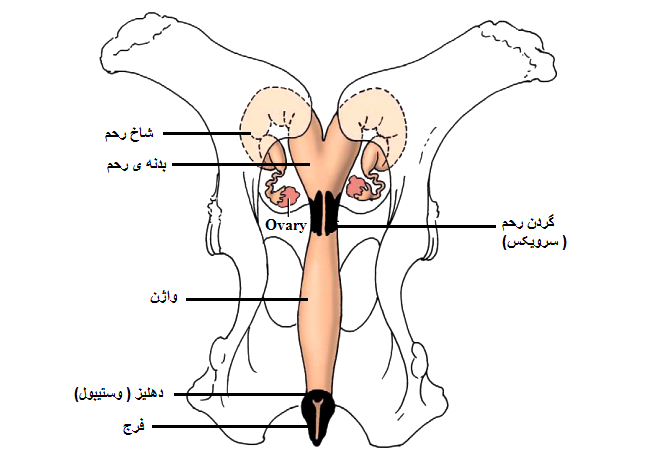 شاخ رحم
بدنه ی رحم
Ovary
گردن رحم
( سرویکس)
واژن
دهلیز ( وستیبول)
فرج